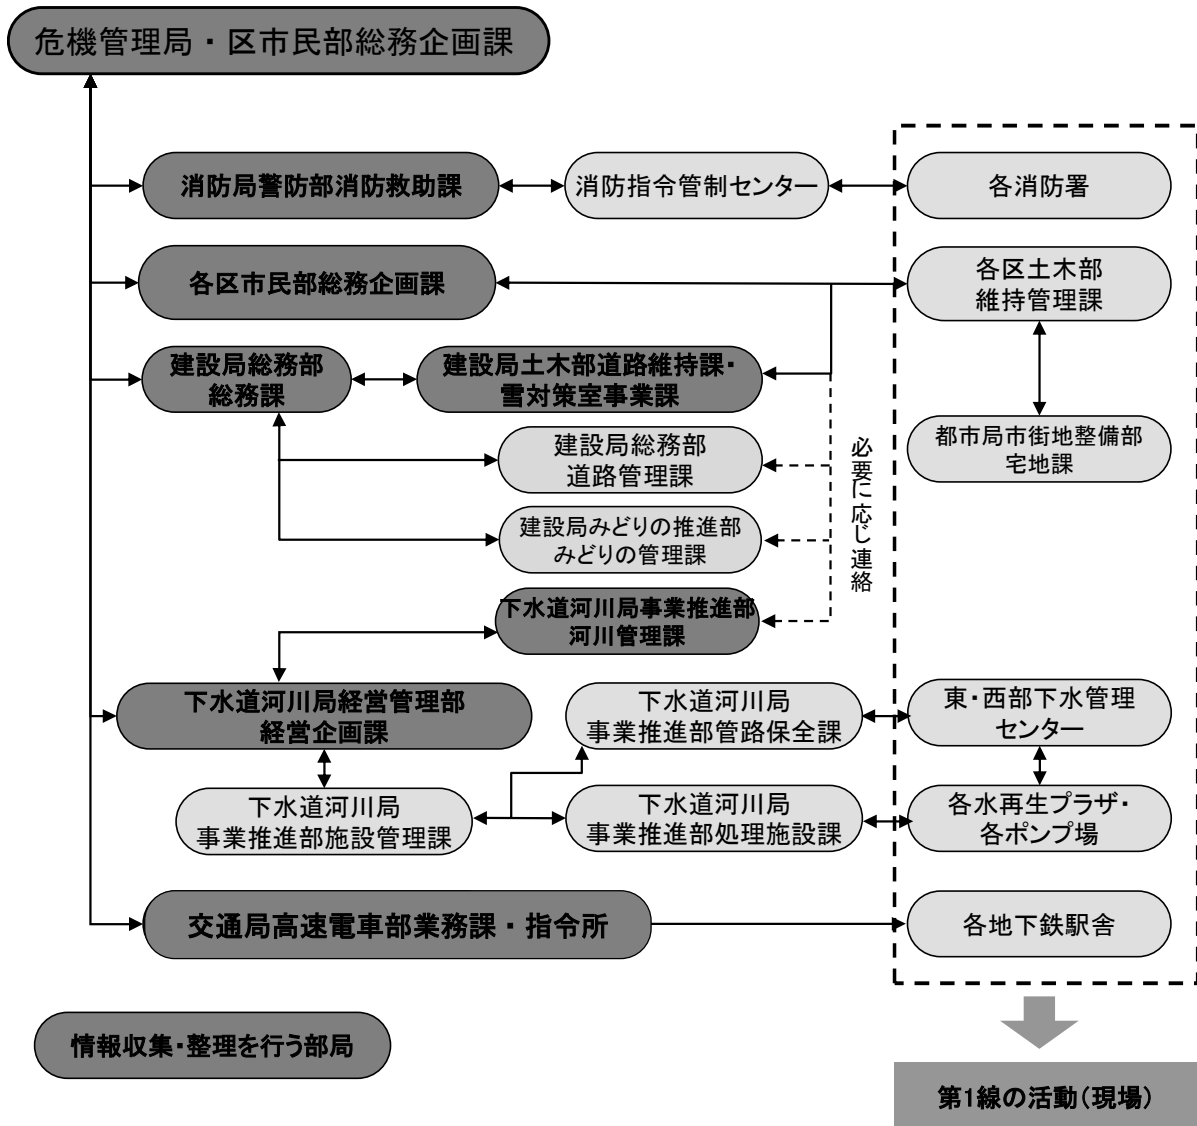 危機管理局・区市民部総務企画課
消防局警防部消防救助課
消防指令管制センター
各消防署
各区市民部総務企画課
各区土木部
維持管理課
建設局総務部
総務課
建設局土木部道路維持課・
雪対策室事業課
建設局総務部
道路管理課
必要に応じ連絡
都市局市街地整備部
宅地課
建設局みどりの推進部
みどりの管理課
下水道河川局事業推進部
河川管理課
下水道河川局経営管理部
経営企画課
下水道河川局
事業推進部管路保全課
東・西部下水管理
センター
下水道河川局
事業推進部施設管理課
下水道河川局
事業推進部処理施設課
各水再生プラザ・
各ポンプ場
交通局高速電車部業務課・指令所
各地下鉄駅舎
情報収集・整理を行う部局
第1線の活動(現場)